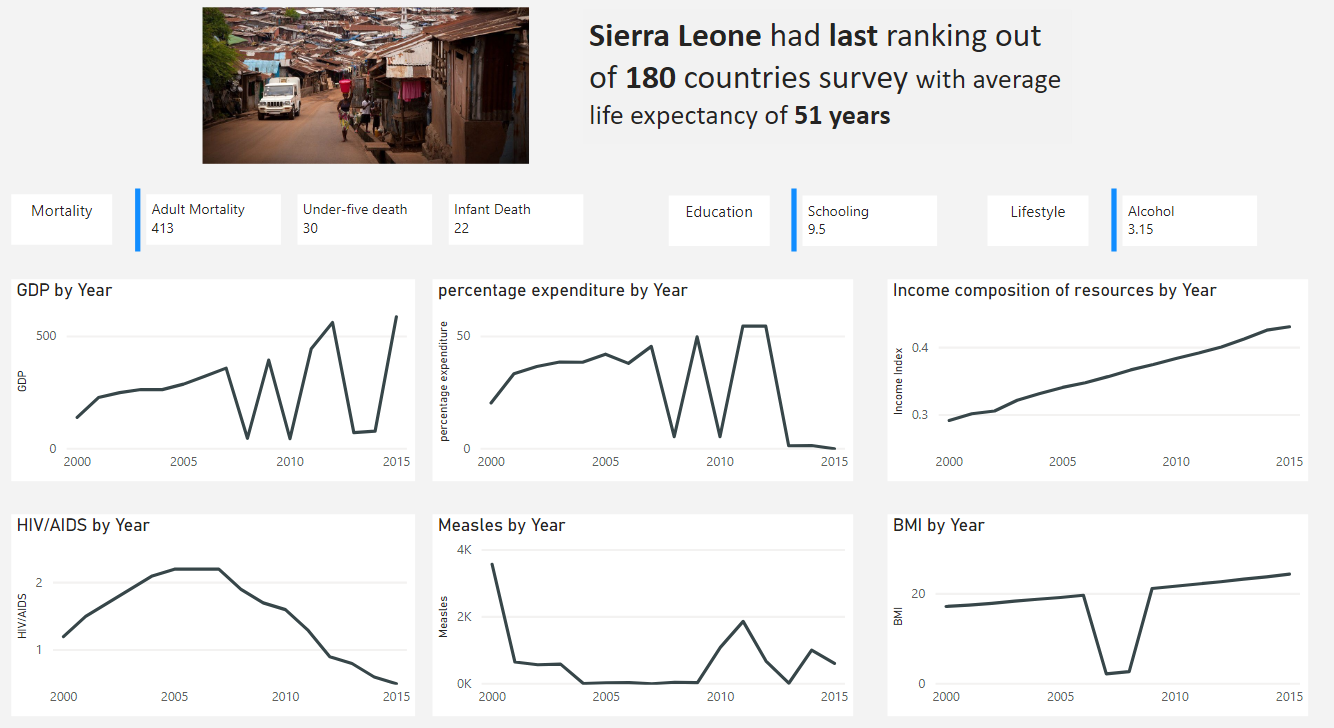 Sierra Leone had last ranking out
of 180 countries survey with average
life expectancy of 51 years
Mortality
Adult Mortality
413
Under-five death
30
Infant Death
22
Education
Schooling
9.5
Lifestyle
Alcohol
3.15
GDP by Year
GDP
500
0
2000 2005 2010 2015
percentage expenditure by Year
percentage expenditure
50
0
2000 2005 2010 2015
Income composition of resources by Year
Income Index
0.4
0.3
2000 2005 2010 2015
HIV/AIDS by Year
HIV/AIDS
2
1
2000 2005 2010 2015
Measles by Year
Measles
4K
2K
0K
2000 2005 2010 2015
BMI by Year
BMI
20
0
2000 2005 2010 2015